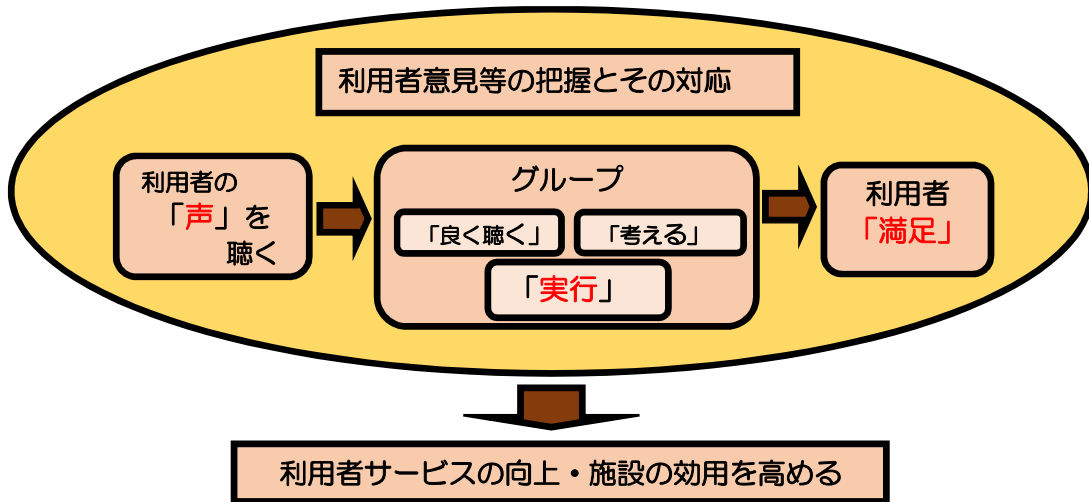 利用者意見等の把握とその対応
利用者の
「声」を
聴く
グループ
「良く聴く」
「考える」
「実行」
利用者
「満足」
利用者サービスの向上・施設の効用を高める